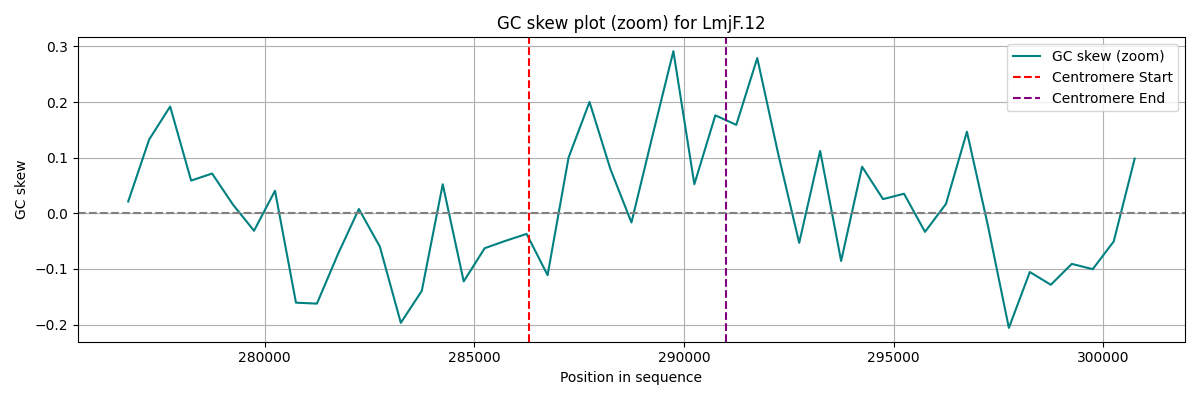 GC skew plot (zoom) for LmjF.12
GC skew (zoom)
Centromere Start
Centromere End
GC skew
0.3
0.2
0.1
0.0
−0.1
−0.2
280000
285000
290000
295000
300000
Position in sequence